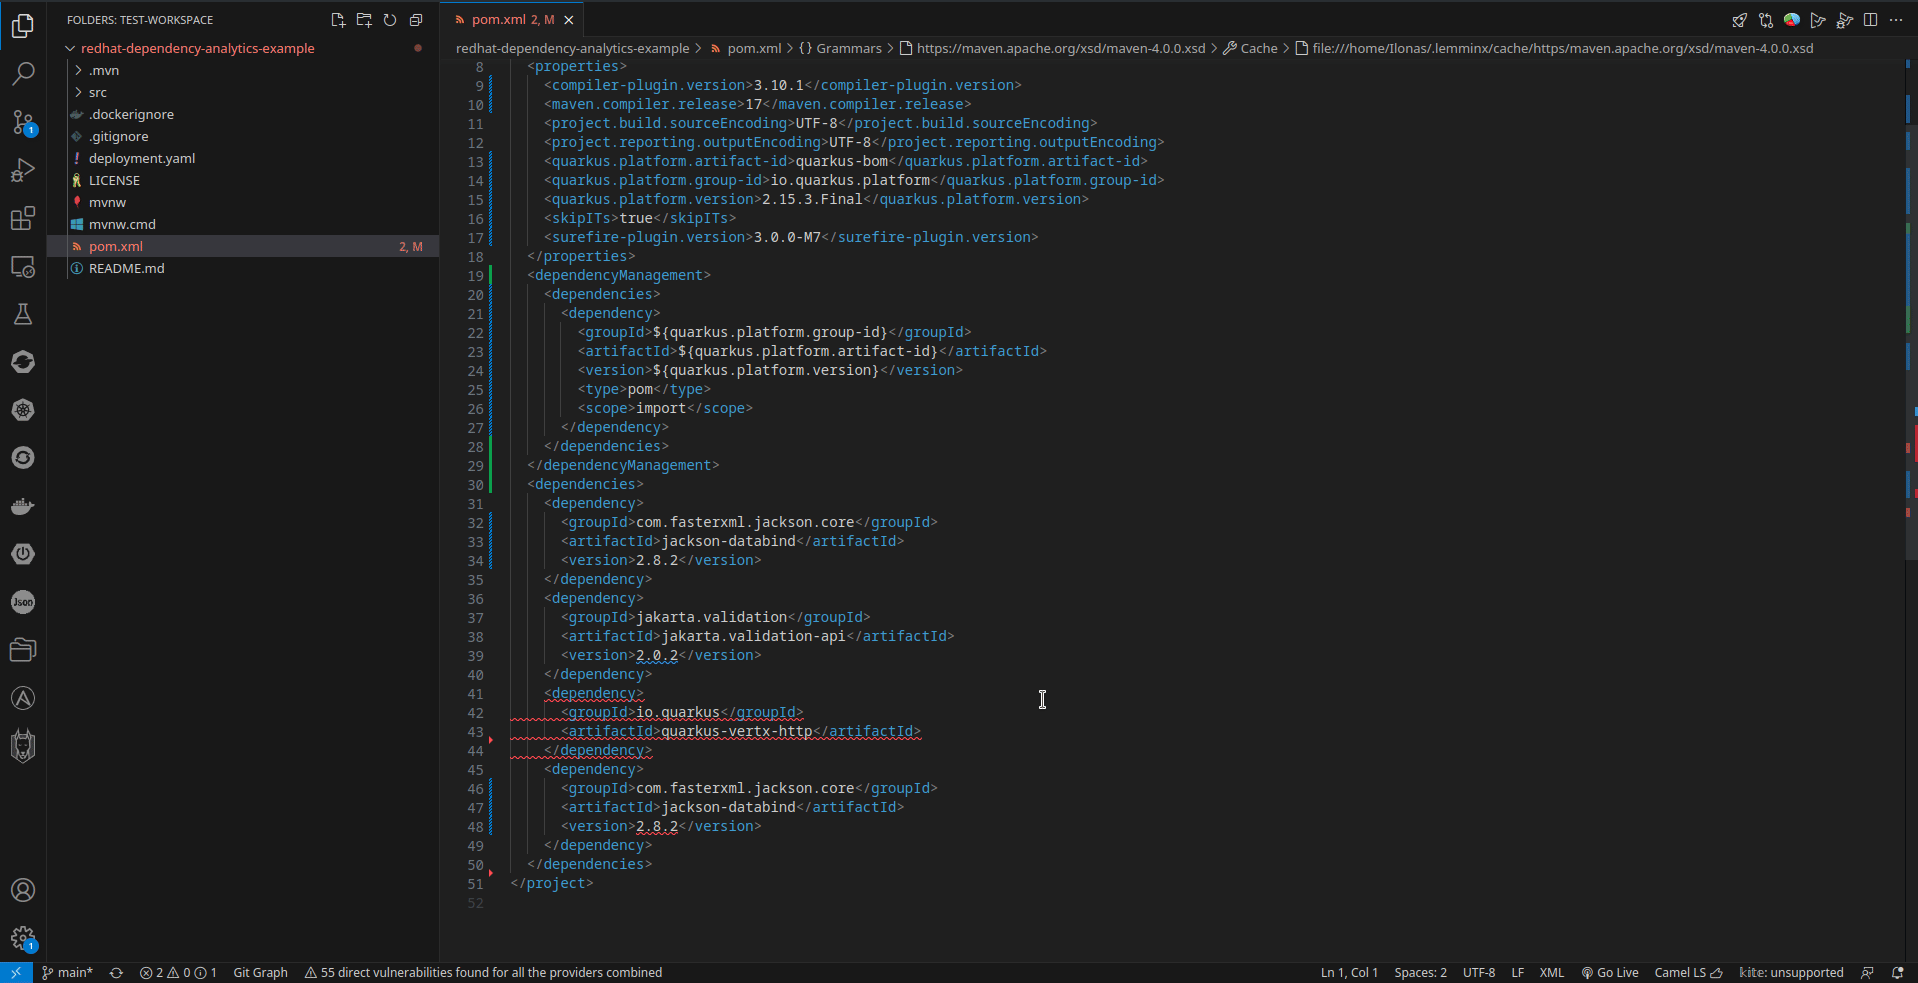 FOLDERS: TEST-WORKSPACE
redhat-dependency-analytics-example
.mvn
src
.dockerignore
.gitignore
deployment.yaml
LICENSE
mvnw
mvnw.cmd
pom.xml 2, M
README.md
1
Json
1
pom.xml 2, M
redhat-dependency-analytics-example > pom.xml > {} Grammars > https://maven.apache.org/xsd/maven-4.0.0.xsd > Cache > file:///home/Ilonas/.lemminx/cache/https/maven.apache.org/xsd/maven-4.0.0.xsd
8 <properties>
9 <compiler-plugin.version>3.10.1</compiler-plugin.version>
10 <maven.compiler.release>17</maven.compiler.release>
11 <project.build.sourceEncoding>UTF-8</project.build.sourceEncoding>
12 <project.reporting.outputEncoding>UTF-8</project.reporting.outputEncoding>
13 <quarkus.platform.artifact-id>quarkus-bom</quarkus.platform.artifact-id>
14 <quarkus.platform.group-id>io.quarkus.platform</quarkus.platform.group-id>
15 <quarkus.platform.version>2.15.3.Final</quarkus.platform.version>
16 <skipITs>true</skipITs>
17 <surefire-plugin.version>3.0.0-M7</surefire-plugin.version>
18 </properties>
19 <dependencyManagement>
20 <dependencies>
21 <dependency>
22 <groupId>${quarkus.platform.group-id}</groupId>
23 <artifactId>${quarkus.platform.artifact-id}</artifactId>
24 <version>${quarkus.platform.version}</version>
25 <type>pom</type>
26 <scope>import</scope>
27 </dependency>
28 </dependencies>
29 </dependencyManagement>
30 <dependencies>
31 <dependency>
32 <groupId>com.fasterxml.jackson.core</groupId>
33 <artifactId>jackson-databind</artifactId>
34 <version>2.8.2</version>
35 </dependency>
36 <dependency>
37 <groupId>jakarta.validation</groupId>
38 <artifactId>jakarta.validation-api</artifactId>
39 <version>2.0.2</version>
40 </dependency>
41 <dependency>
42 <groupId>io.quarkus</groupId>
43 <artifactId>quarkus-vertx-http</artifactId>
44 </dependency>
45 <dependency>
46 <groupId>com.fasterxml.jackson.core</groupId>
47 <artifactId>jackson-databind</artifactId>
48 <version>2.8.2</version>
49 </dependency>
50 </dependencies>
51 </project>
52
main* 2 0 1 Git Graph 55 direct vulnerabilities found for all the providers combined Ln 1, Col 1 Spaces: 2 UTF-8 LF XML Go Live Camel LS kite: unsupported